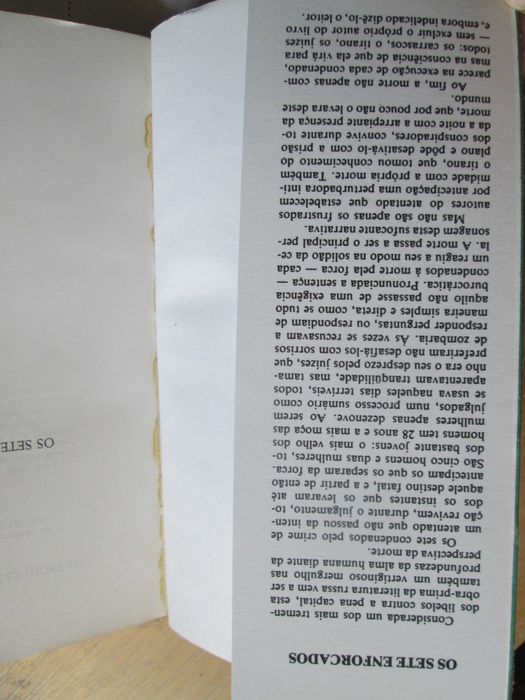 OS SETE ENFORCADOS
Considerada um dos mais tremen-
dos libelos contra a pena capital, esta
obra-prima da literatura russa vem a ser
também um vertiginoso mergulho nas
profundezas da alma humana diante da
perspectiva da morte.
Os sete condenados pelo crime de
um atentado que não passou da inten-
ção revivem, durante o julgamento, to-
dos os instantes que os levaram até
aquele destino fatal, e a partir de então
antecipam os que os separam da forca.
São cinco homens e duas mulheres, to-
dos bastante jovens: o mais velho dos
homens tem 28 anos e a mais moça das
mulheres apenas dezenove. Ao serem
julgados, num processo sumário como
se usava naqueles dias terríveis, todos
aparentavam tranqüilidade, mas tama-
nho era o seu desprezo pelos juízes, que
preferiram não desafiá-los com sorrisos
de zombaria. Às vezes se recusavam a
responder perguntas, ou respondiam de
maneira simples e direta, como se tudo
aquilo não passasse de uma exigência
burocrática. Pronunciada a sentença —
condenados à morte pela forca — cada
um reagiu a seu modo na solidão da ce-
la. A morte passa a ser o principal per-
sonagem desta sufocante narrativa.
Mas não são apenas os frustrados
autores do atentado que estabelecem
por antecipação uma perturbadora inti-
midade com a própria morte. Também
o tirano, que tomou conhecimento do
plano e pôde desativá-lo com a prisão
dos conspiradores, convive durante to-
da a noite com a arrepiante presença da
morte, que por pouco não o levara deste
mundo.
Ao fim, a morte não apenas com-
parece na execução de cada condenado,
mas na consciência de que ela virá para
todos: os carrascos, o tirano, os juízes
— sem excluir o próprio autor do livro
e, embora indelicado dizê-lo, o leitor.
OS SETE